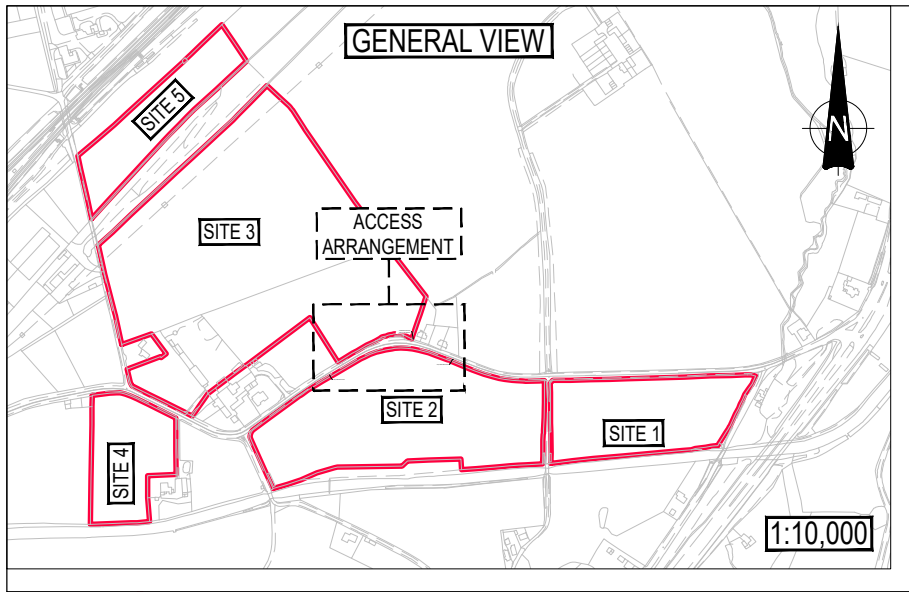 GENERAL VIEW
SITE 5
N
SITE 3
ACCESS
ARRANGEMENT
SITE 2
SITE 1
SITE 4
1:10,000